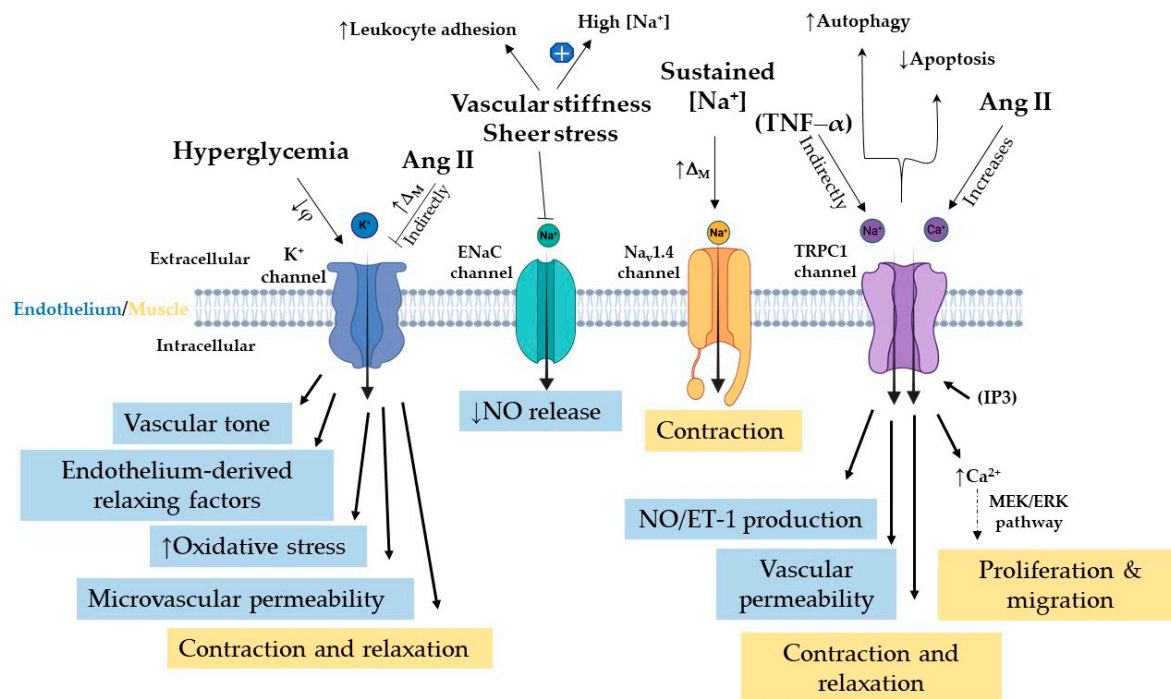 ↑Leukocyte adhesion
High [Na⁺]
Vascular stiffness
Sheer stress
Sustained
[Na⁺]
↑Autophagy
↓Apoptosis
(TNF–α)
Ang II
Hyperglycemia
Ang II
↓φ
↑Δ_M
Indirectly
↑Δ_M
Indirectly
Increases
K⁺
Na⁺
Na⁺
Na⁺
Ca⁺
Extracellular
K⁺
channel
ENaC
channel
Naᵥ1.4
channel
TRPC1
channel
Endothelium/Muscle
Intracellular
Vascular tone
Endothelium-derived
relaxing factors
↑Oxidative stress
Microvascular permeability
Contraction and relaxation
↓NO release
Contraction
(IP3)
↑Ca²⁺
MEK/ERK
pathway
NO/ET-1 production
Vascular
permeability
Proliferation &
migration
Contraction and
relaxation